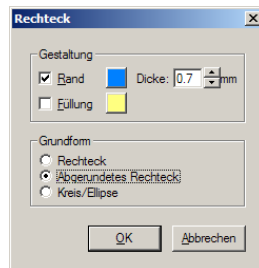 Rechteck
Gestaltung
Rand Dicke: 0.7 mm
Füllung
Grundform
Rechteck
Abgerundetes Rechteck
Kreis/Ellipse
OK Abbrechen